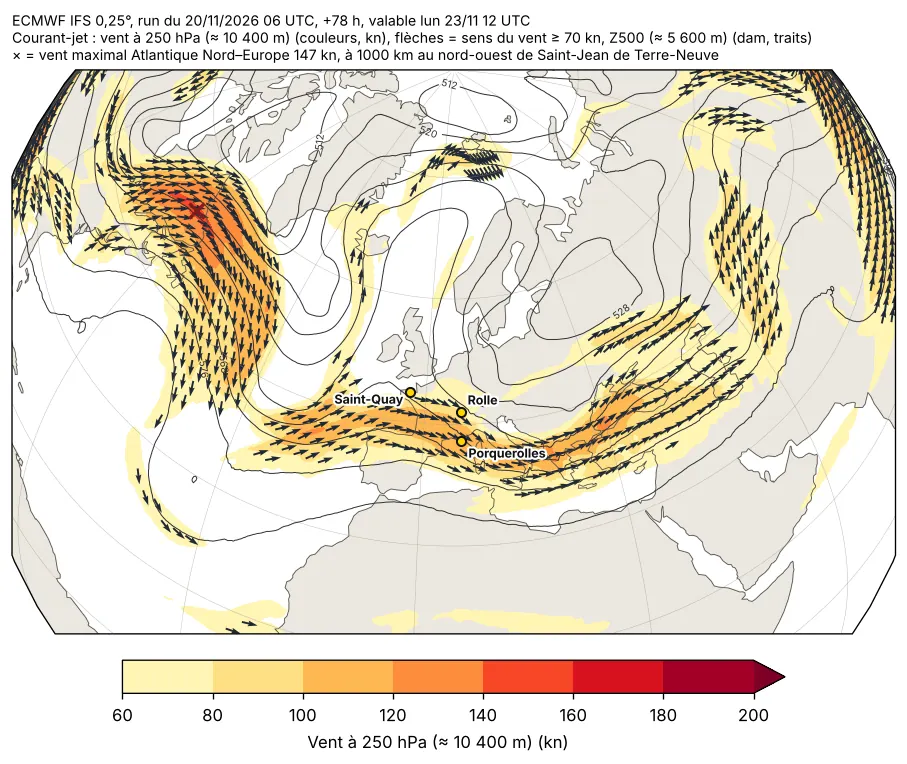 ECMWF IFS 0,25°, run du 20/11/2026 06 UTC, +78 h, valable lun 23/11 12 UTC
Courant-jet : vent à 250 hPa (≈ 10 400 m) (couleurs, kn), flèches = sens du vent ≥ 70 kn, Z500 (≈ 5 600 m) (dam, traits)
× = vent maximal Atlantique Nord–Europe 147 kn, à 1000 km au nord-ouest de Saint-Jean de Terre-Neuve
512
512
520
528
Saint-Quay
Rolle
Porquerolles
60 80 100 120 140 160 180 200
Vent à 250 hPa (≈ 10 400 m) (kn)